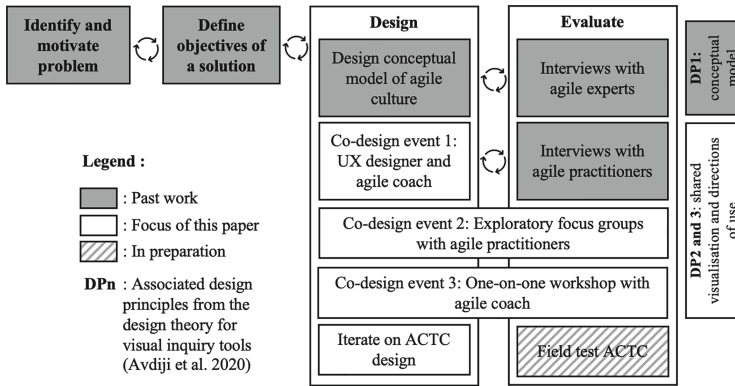 Identify and
motivate
problem
Define
objectives of
a solution
Design
Evaluate
Design conceptual
model of agile
culture
Interviews with
agile experts
DP1:
conceptual
model
Co-design event 1:
UX designer and
agile coach
Interviews with
agile practitioners
Co-design event 2: Exploratory focus groups
with agile practitioners
Co-design event 3: One-on-one workshop with
agile coach
DP2 and 3: shared
visualisation and directions
of use
Iterate on ACTC
design
Field test ACTC
Legend :
: Past work
: Focus of this paper
: In preparation
DPn : Associated design
principles from the
design theory for
visual inquiry tools
(Avdiji et al. 2020)